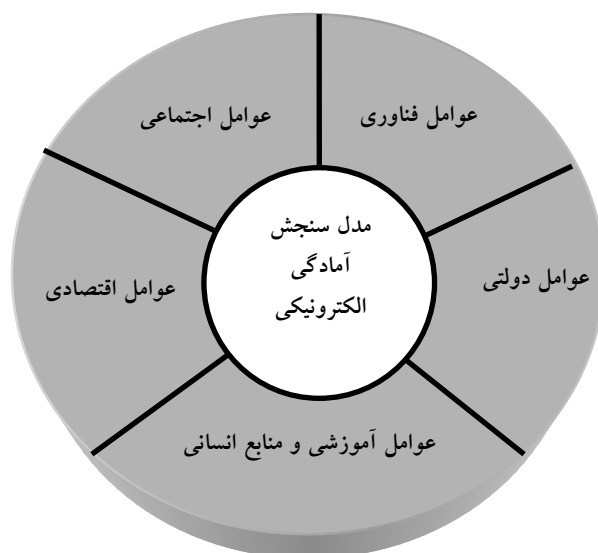 عوامل فناوری
عوامل اجتماعی
مدل سنجش
آمادگی
الکترونیکی
عوامل دولتی
عوامل اقتصادی
عوامل آموزشی و منابع انسانی